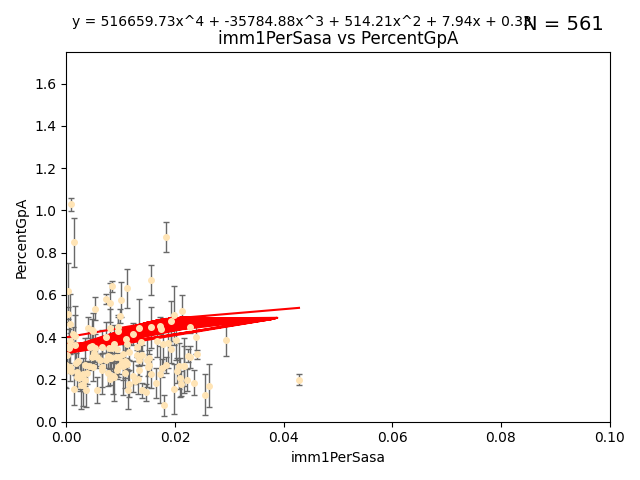 y = 516659.73x^4 + -35784.88x^3 + 514.21x^2 + 7.94x + 0.33
N = 561
imm1PerSasa vs PercentGpA
PercentGpA
1.6
1.4
1.2
1.0
0.8
0.6
0.4
0.2
0.0
0.00 0.02 0.04 0.06 0.08 0.10
imm1PerSasa